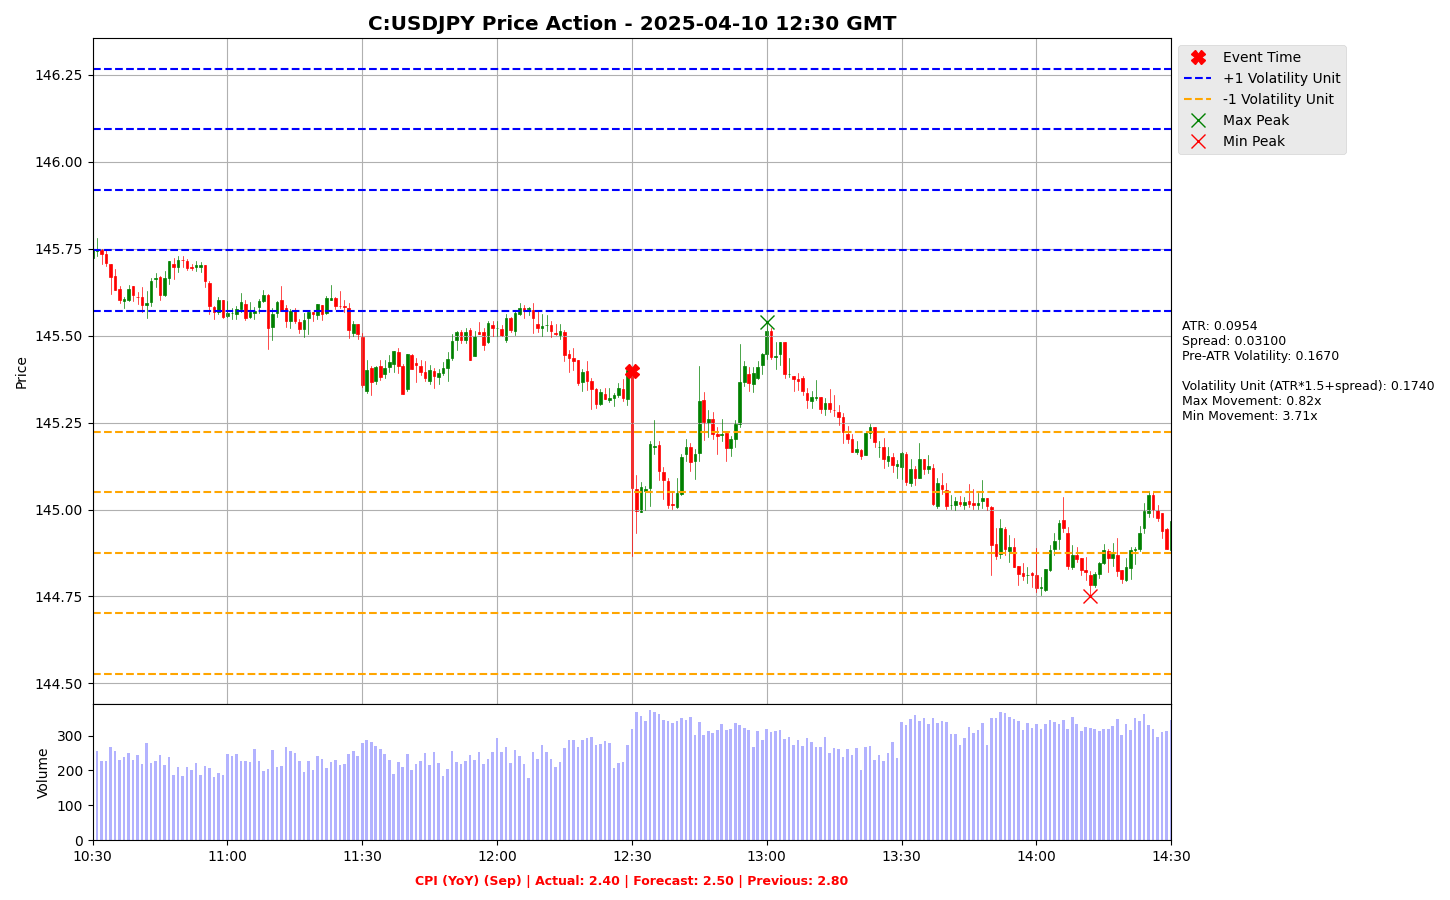 C:USDJPY Price Action - 2025-04-10 12:30 GMT
Event Time
+1 Volatility Unit
-1 Volatility Unit
Max Peak
Min Peak
Price
146.25
146.00
145.75
145.50
145.25
145.00
144.75
144.50
ATR: 0.0954
Spread: 0.03100
Pre-ATR Volatility: 0.1670
Volatility Unit (ATR*1.5+spread): 0.1740
Max Movement: 0.82x
Min Movement: 3.71x
Volume
300
200
100
0
10:30 11:00 11:30 12:00 12:30 13:00 13:30 14:00 14:30
CPI (YoY) (Sep) | Actual: 2.40 | Forecast: 2.50 | Previous: 2.80